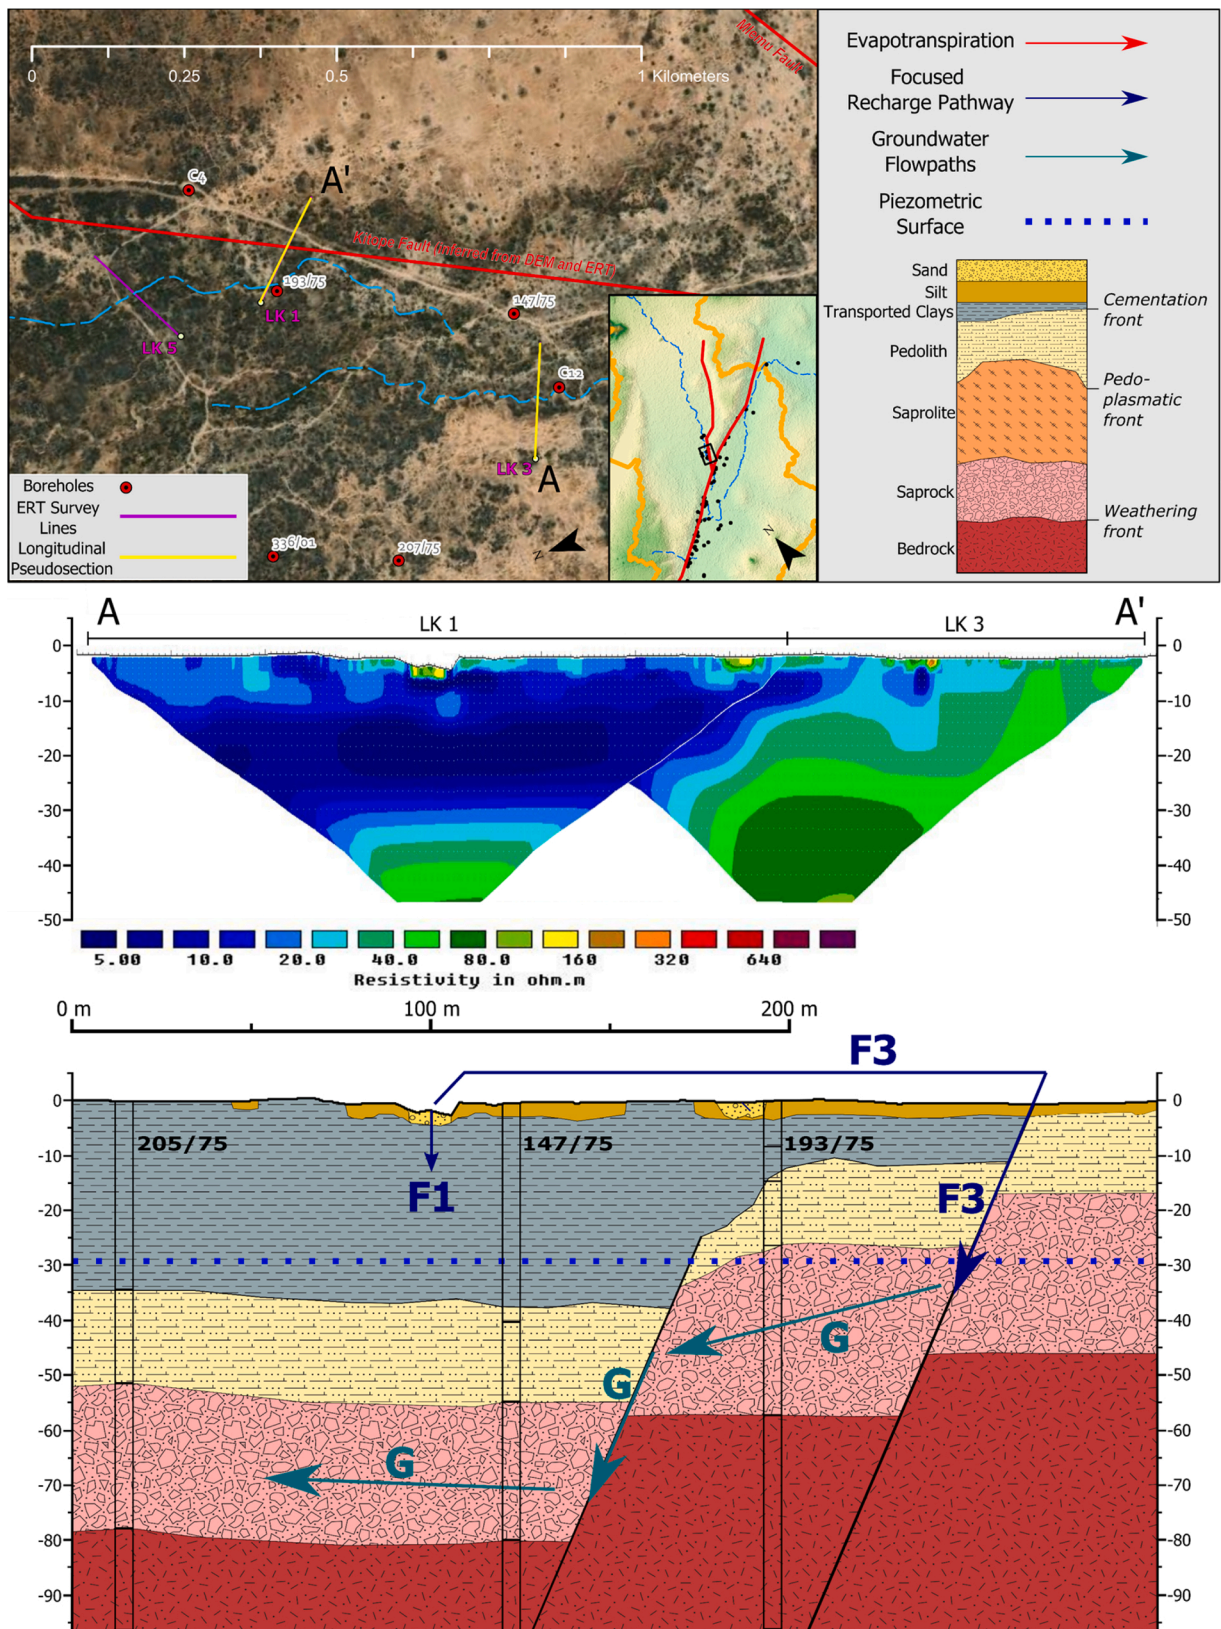 Mlemu Fault
0 0.25 0.5 1 Kilometers
C4
A'
Kitope Fault (inferred from DEM and ERT)
193/75
LK 1
147/75
LK 5
C12
LK 3
A
Boreholes
ERT Survey
Lines
Longitudinal
Pseudosection
336/01
207/75
N
N
Evapotranspiration
Focused
Recharge Pathway
Groundwater
Flowpaths
Piezometric
Surface
Sand
Silt
Transported Clays
Pedolith
Saprolite
Saprock
Bedrock
Cementation
front
Pedo-
plasmatic
front
Weathering
front
A LK 1 LK 3 A'
0 0
-10 -10
-20 -20
-30 -30
-40 -40
-50 -50
5.00 10.0 20.0 40.0 80.0 160 320 640
Resistivity in ohm.m
0 m 100 m 200 m
F3
0 0
205/75 147/75 193/75
-10 -10
F1 F3
-20 -20
-30 -30
-40 G -40
G
-50 -50
-60 -60
G
-70 -70
-80 -80
-90 -90